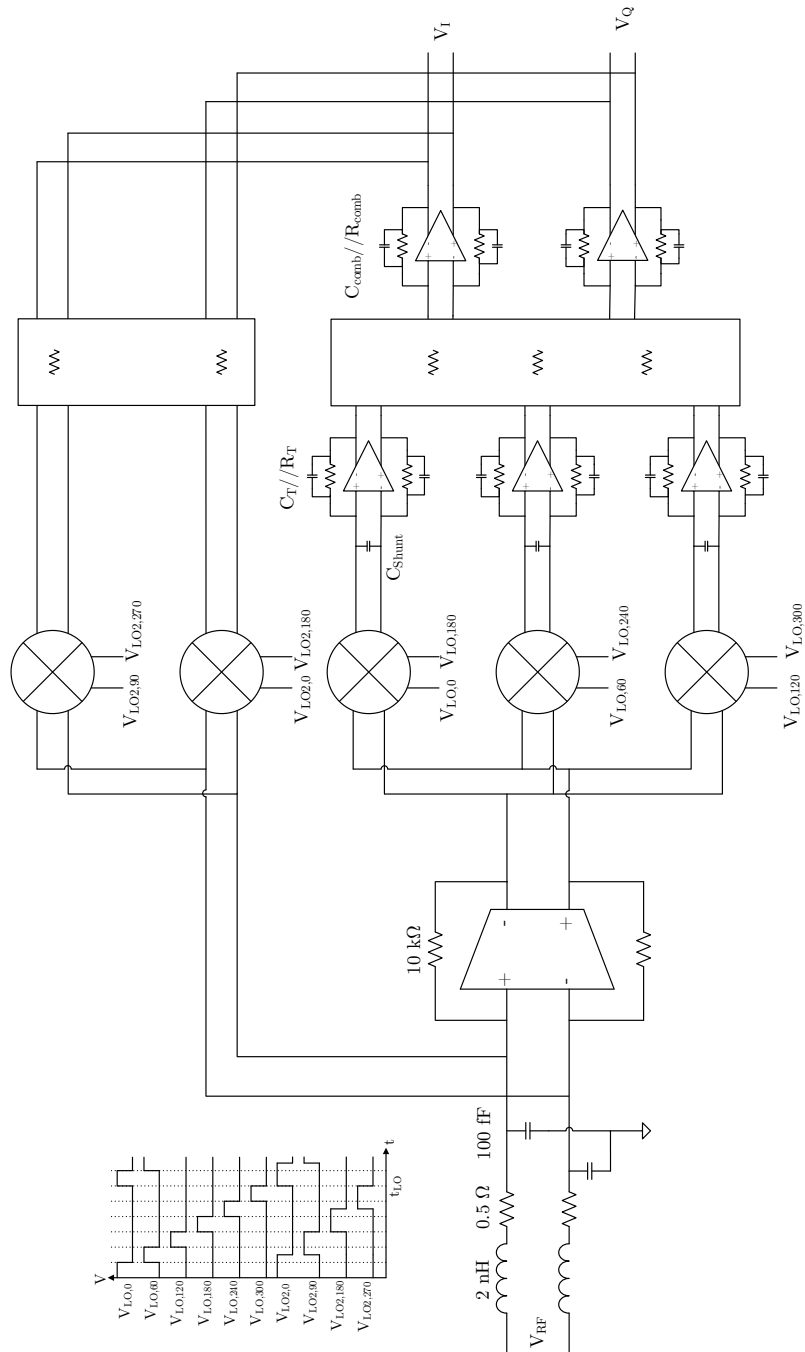 V
V_LO,0
V_LO,60
V_LO,120
V_LO,180
V_LO,240
V_LO,300
V_LO2,0
V_LO2,90
V_LO2,180
V_LO2,270
t_LO
t
V_RF
2 nH
0.5 Ω
100 fF
10 kΩ
+
-
-
+
V_LO2,90
V_LO2,270
V_LO2,0
V_LO2,180
V_LO,0
V_LO,180
V_LO,60
V_LO,240
V_LO,120
V_LO,300
C_Shunt
C_T//R_T
+
-
+
-
+
-
+
-
+
-
+
-
C_comb//R_comb
+
-
+
-
+
-
+
-
V_I
V_Q